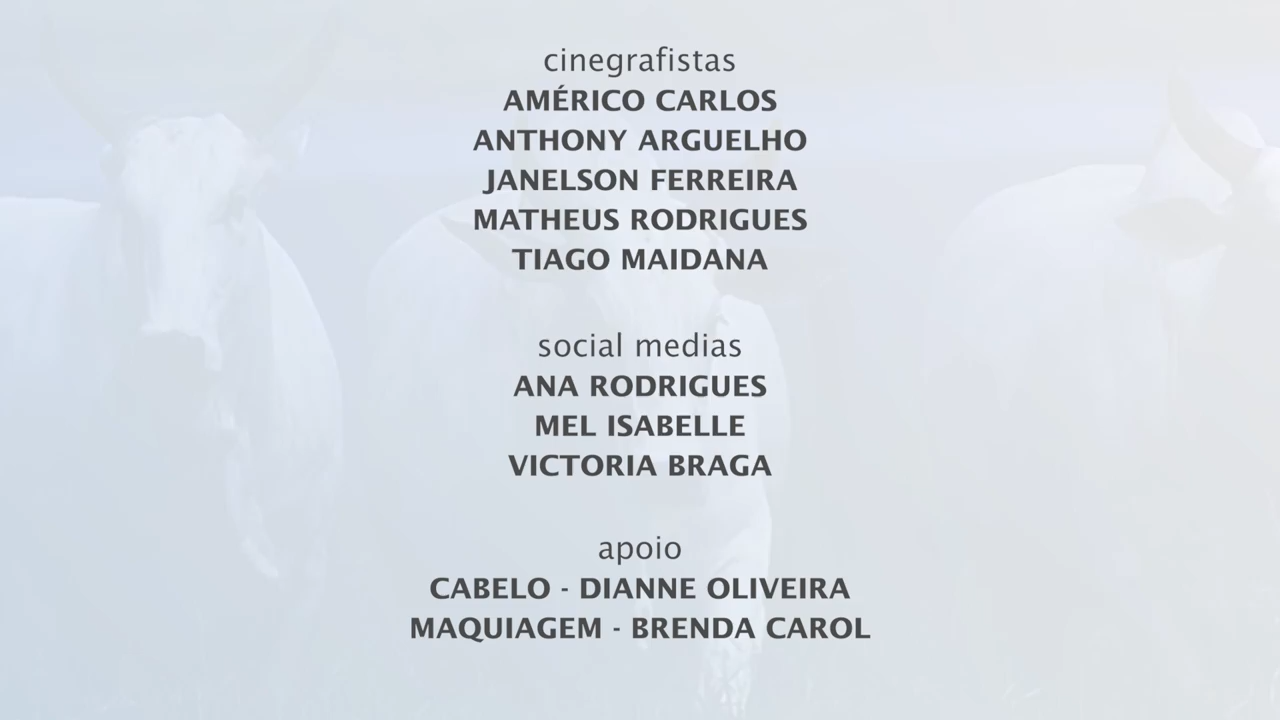 cinegrafistas
AMÉRICO CARLOS
ANTHONY ARGUELHO
JANELSON FERREIRA
MATHEUS RODRIGUES
TIAGO MAIDANA
social medias
ANA RODRIGUES
MEL ISABELLE
VICTORIA BRAGA
apoio
CABELO - DIANNE OLIVEIRA
MAQUIAGEM - BRENDA CAROL